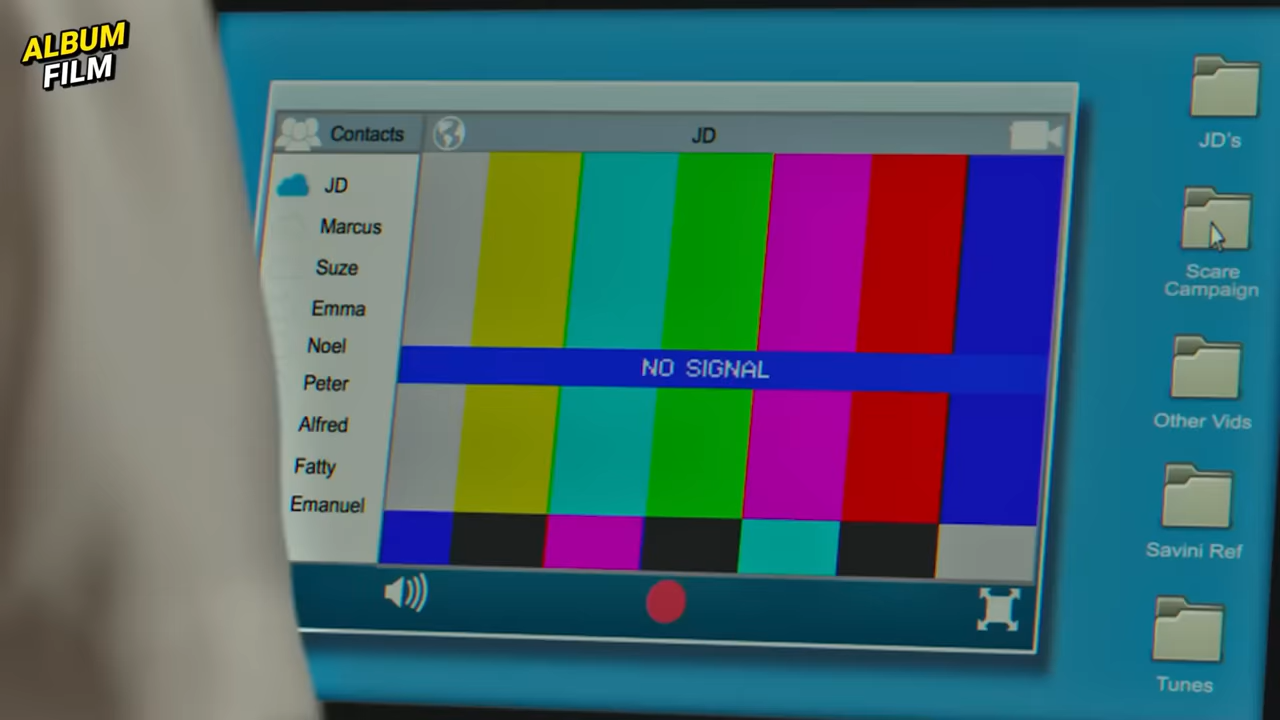 ALBUM
FILM
Contacts
JD
JD
Marcus
Suze
Emma
Noel
Peter
Alfred
Fatty
Emanuel
NO SIGNAL
JD's
Scare
Campaign
Other Vids
Savini Ref
Tunes